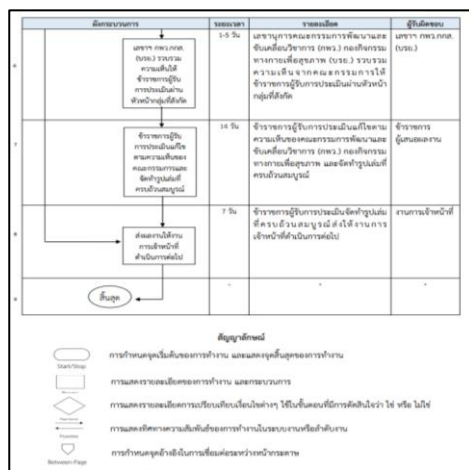 ผังกระบวนการ ระยะเวลา รายละเอียด ผู้รับผิดชอบ
เลขาฯ กพว.กกส.
(บรย.) รวบรวม
ความเห็นให้
ข้าราชการผู้รับ
การประเมินผ่าน
หัวหน้ากลุ่มที่สังกัด
1-5 วัน
เลขานุการคณะกรรมการการพัฒนาและ
ขับเคลื่อนวิชาการ (กพว.) กองกิจกรรม
ทางกายเพื่อสุขภาพ (บรย.) รวบรวม
ความเห็นจากคณะกรรมการให้
ข้าราชการผู้รับการประเมินผ่านหัวหน้า
กลุ่มที่สังกัด
เลขาฯ กพว.กกส.
(บรย.)
7
ข้าราชการผู้รับ
การประเมินแก้ไข
ตามความเห็นของ
คณะกรรมการและ
จัดทำรูปเล่มที่
ครบถ้วนสมบูรณ์
14 วัน
ข้าราชการผู้รับการประเมินแก้ไขตาม
ความเห็นของคณะกรรมการพัฒนาและ
ขับเคลื่อนวิชาการ (กพว.) กองกิจกรรม
ทางกายเพื่อสุขภาพ และจัดทำรูปเล่มที่
ครบถ้วนสมบูรณ์
ข้าราชการ
ผู้เสนอผลงาน
8
ส่งผลงานให้งาน
การเจ้าหน้าที่
ดำเนินการต่อไป
7 วัน
ข้าราชการผู้รับการประเมินจัดทำรูปเล่ม
ที่ครบถ้วนสมบูรณ์ส่งให้งานการ
เจ้าหน้าที่ดำเนินการต่อไป
งานการเจ้าหน้าที่
9
สิ้นสุด
- - -
สัญญาลักษณ์
Start/Stop
การกำหนดจุดเริ่มต้นของการทำงาน และแสดงจุดสิ้นสุดของการทำงาน
การแสดงรายละเอียดของการทำงาน และกระบวนการ
การแสดงรายละเอียดการเปรียบเทียบเงื่อนไขต่างๆ ใช้ในขั้นตอนที่มีการตัดสินใจว่า ใช่ หรือ ไม่ใช่
การแสดงทิศทางความสัมพันธ์ของการทำงานในระบบงานหรือลำดับงาน
Between Page
การกำหนดจุดอ้างอิงในการเชื่อมต่อระหว่างหน้ากระดาษ